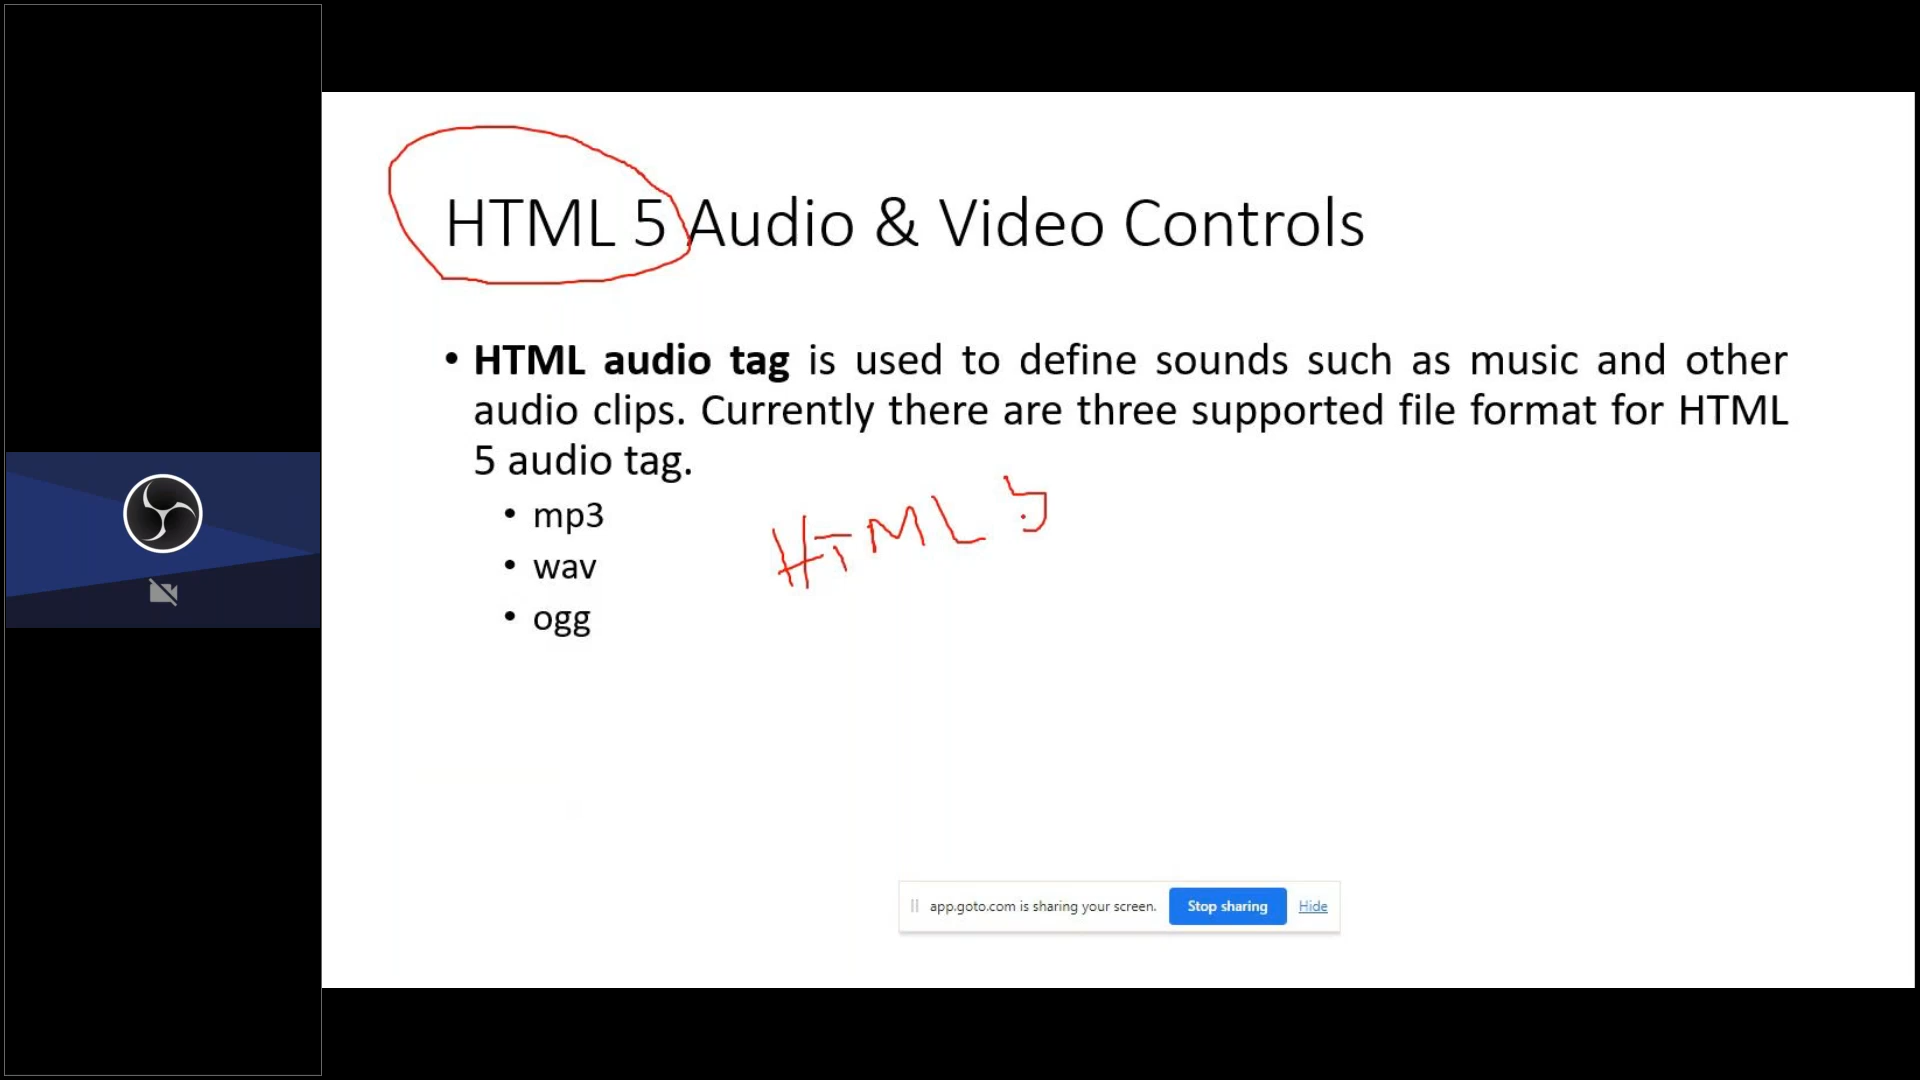 HTML 5 Audio & Video Controls
• HTML audio tag is used to define sounds such as music and other
audio clips. Currently there are three supported file format for HTML
5 audio tag.
• mp3
• wav
• ogg
HTML 5
app.goto.com is sharing your screen. Stop sharing Hide